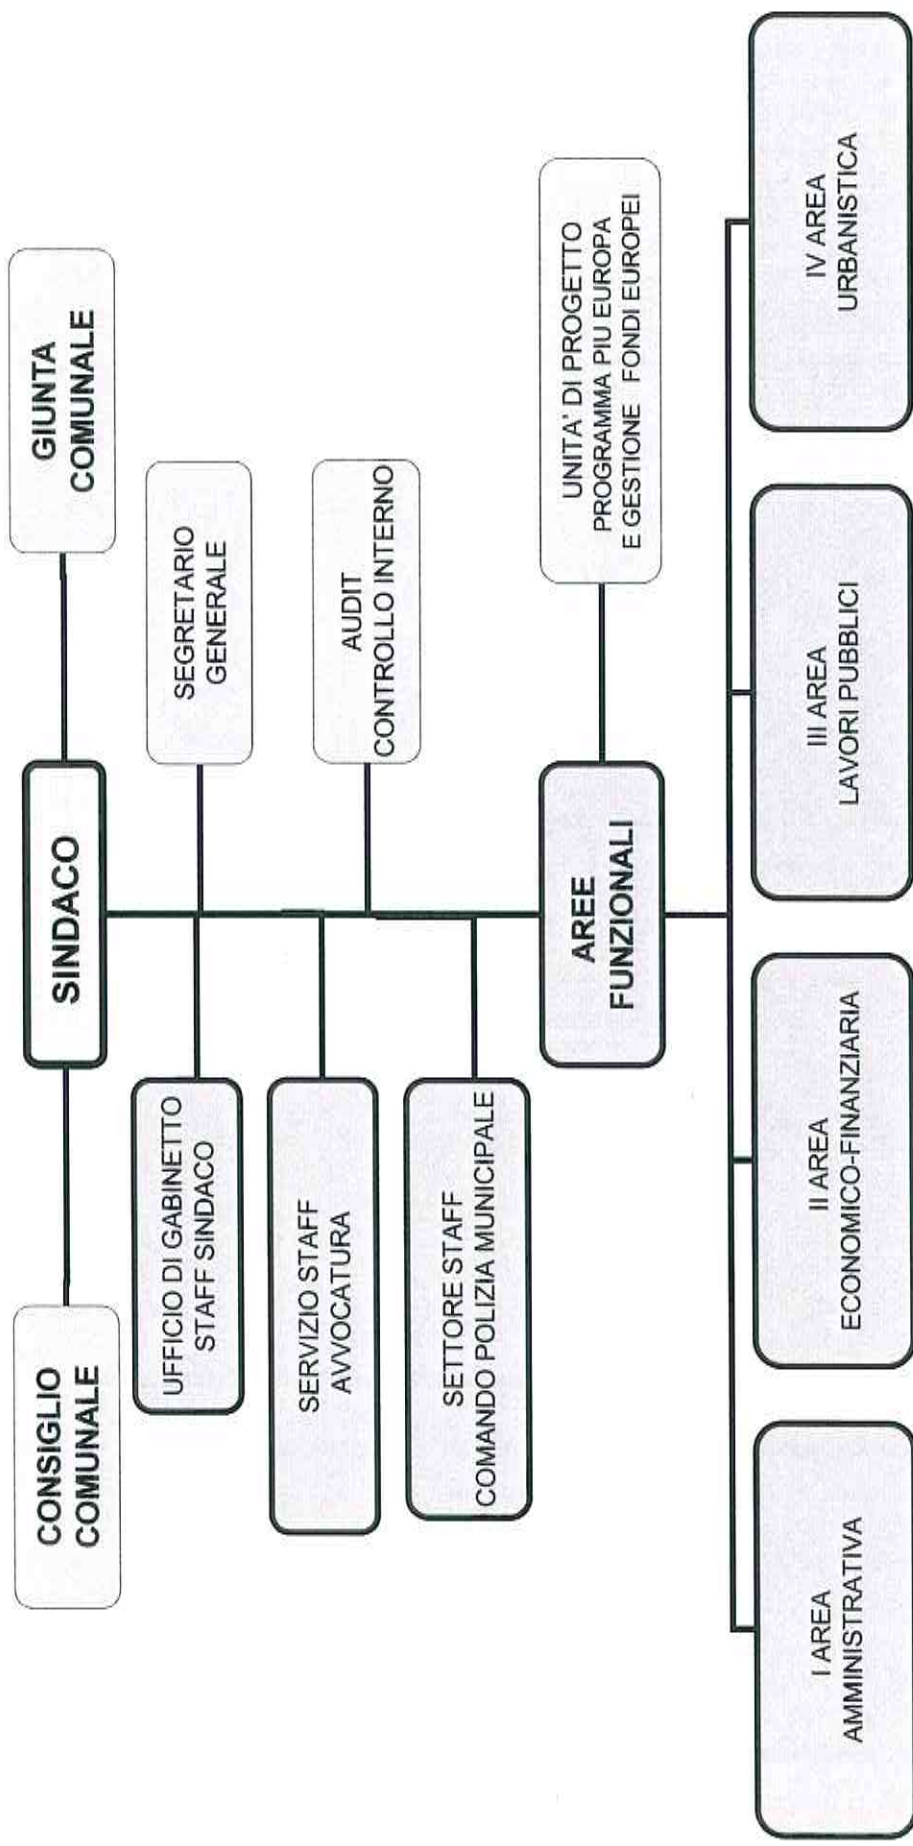 CONSIGLIO
COMUNALE
SINDACO
GIUNTA
COMUNALE
UFFICIO DI GABINETTO
STAFF SINDACO
SEGRETARIO
GENERALE
SERVIZIO STAFF
AVVOCATURA
AUDIT
CONTROLLO INTERNO
SETTORE STAFF
COMANDO POLIZIA MUNICIPALE
AREE
FUNZIONALI
UNITA' DI PROGETTO
PROGRAMMA PIU EUROPA
E GESTIONE FONDI EUROPEI
I AREA
AMMINISTRATIVA
II AREA
ECONOMICO-FINANZIARIA
III AREA
LAVORI PUBBLICI
IV AREA
URBANISTICA